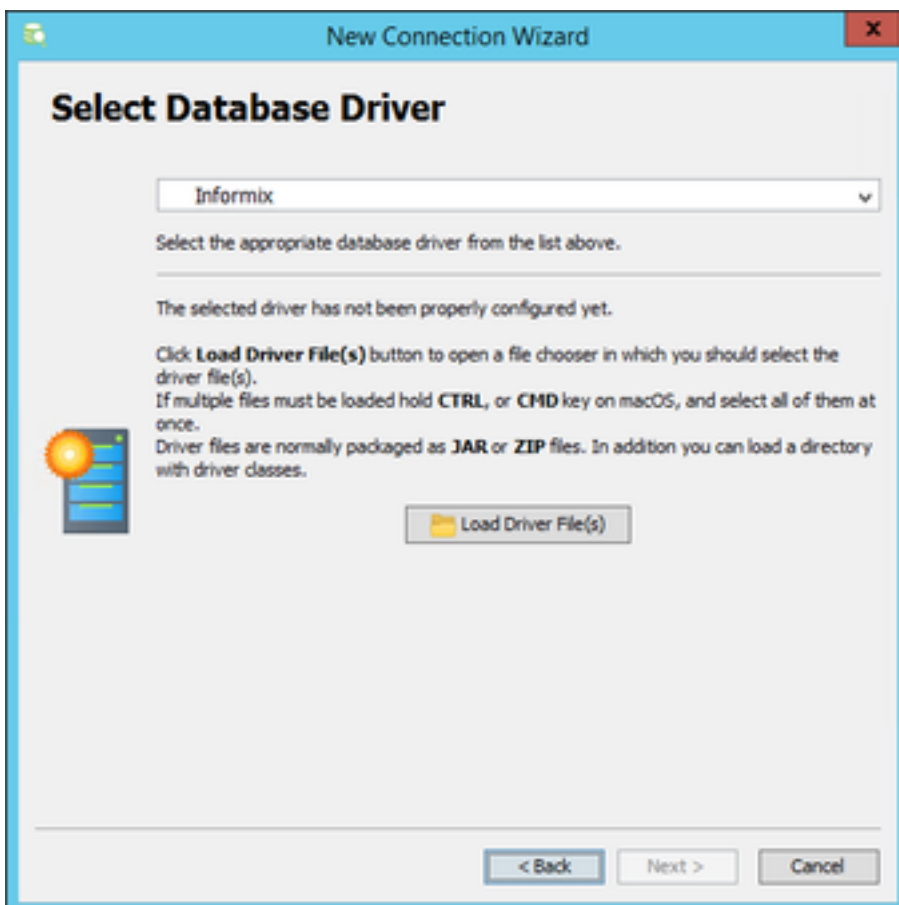 New Connection Wizard
x
Select Database Driver
Informix
Select the appropriate database driver from the list above.
The selected driver has not been properly configured yet.
Click Load Driver File(s) button to open a file chooser in which you should select the
driver file(s).
If multiple files must be loaded hold CTRL, or CMD key on macOS, and select all of them at
once.
Driver files are normally packaged as JAR or ZIP files. In addition you can load a directory
with driver classes.
Load Driver File(s)
< Back
Next >
Cancel